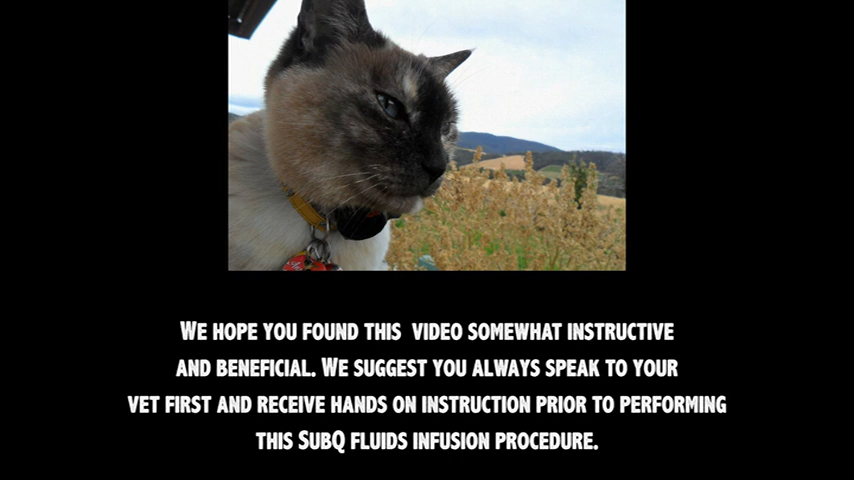 We hope you found this video somewhat instructive
and beneficial. We suggest you always speak to your
vet first and receive hands on instruction prior to performing
this SubQ fluids infusion procedure.